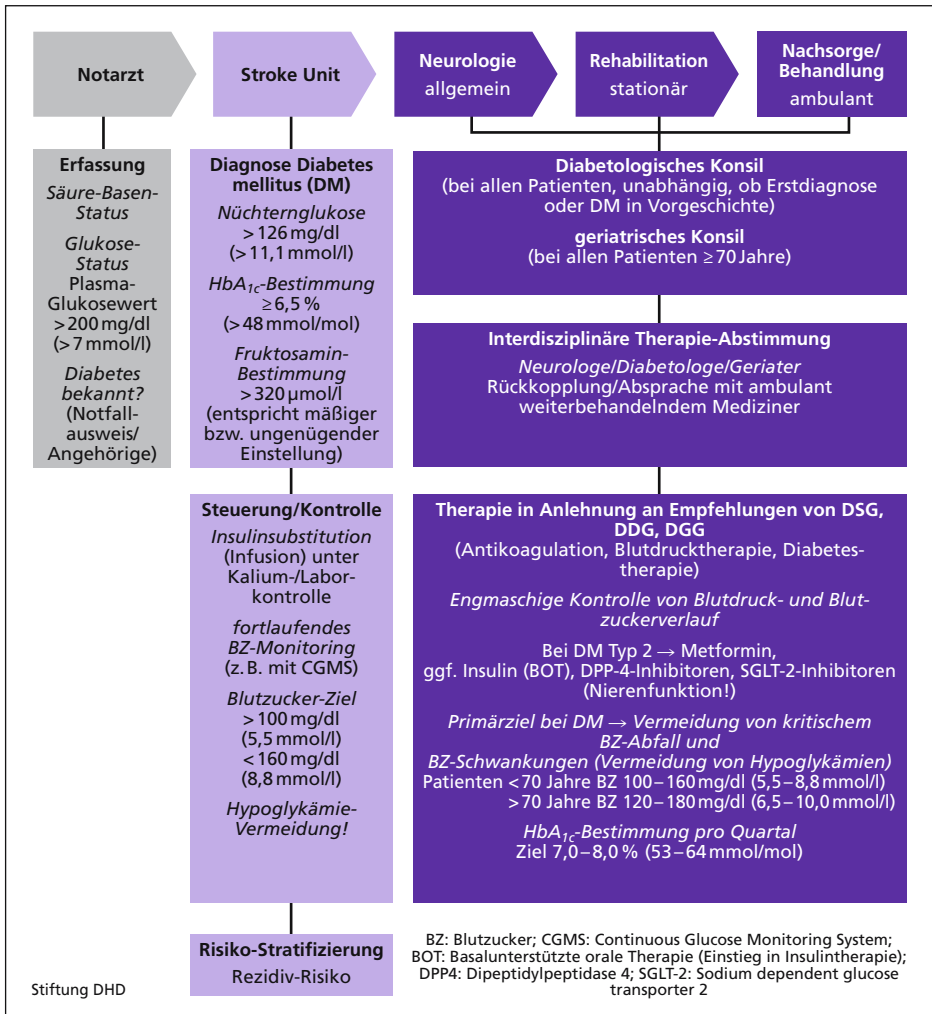 Notarzt
Stroke Unit
Neurologie
allgemein
Rehabilitation
stationär
Nachsorge/
Behandlung
ambulant
Erfassung
Säure-Basen-
Status
Glukose-
Status
Plasma-
Glukosewert
>200 mg/dl
(>7 mmol/l)
Diabetes
bekannt?
(Notfall-
ausweis/
Angehörige)
Diagnose Diabetes
mellitus (DM)
Nüchternglukose
>126 mg/dl
(>11,1 mmol/l)
HbA1c-Bestimmung
≥6,5 %
(>48 mmol/mol)
Fruktosamin-
Bestimmung
>320 µmol/l
(entspricht mäßiger
bzw. ungenügender
Einstellung)
Steuerung/Kontrolle
Insulinsubstitution
(Infusion) unter
Kalium-/Labor-
kontrolle
fortlaufendes
BZ-Monitoring
(z. B. mit CGMS)
Blutzucker-Ziel
>100 mg/dl
(5,5 mmol/l)
<160 mg/dl
(8,8 mmol/l)
Hypoglykämie-
Vermeidung!
Risiko-Stratifizierung
Rezidiv-Risiko
Diabetologisches Konsil
(bei allen Patienten, unabhängig, ob Erstdiagnose
oder DM in Vorgeschichte)
geriatrisches Konsil
(bei allen Patienten ≥70 Jahre)
Interdisziplinäre Therapie-Abstimmung
Neurologe/Diabetologe/Geriater
Rückkopplung/Absprache mit ambulant
weiterbehandelndem Mediziner
Therapie in Anlehnung an Empfehlungen von DSG,
DDG, DGG
(Antikoagulation, Blutdrucktherapie, Diabetes-
therapie)
Engmaschige Kontrolle von Blutdruck- und Blut-
zuckerverlauf
Bei DM Typ 2 → Metformin,
ggf. Insulin (BOT), DPP-4-Inhibitoren, SGLT-2-Inhibitoren
(Nierenfunktion!)
Primärziel bei DM → Vermeidung von kritischem
BZ-Abfall und
BZ-Schwankungen (Vermeidung von Hypoglykämien)
Patienten <70 Jahre BZ 100–160 mg/dl (5,5–8,8 mmol/l)
>70 Jahre BZ 120–180 mg/dl (6,5–10,0 mmol/l)
HbA1c-Bestimmung pro Quartal
Ziel 7,0–8,0 % (53–64 mmol/mol)
BZ: Blutzucker; CGMS: Continuous Glucose Monitoring System;
BOT: Basalunterstützte orale Therapie (Einstieg in Insulintherapie);
DPP4: Dipeptidylpeptidase 4; SGLT-2: Sodium dependent glucose
transporter 2
Stiftung DHD